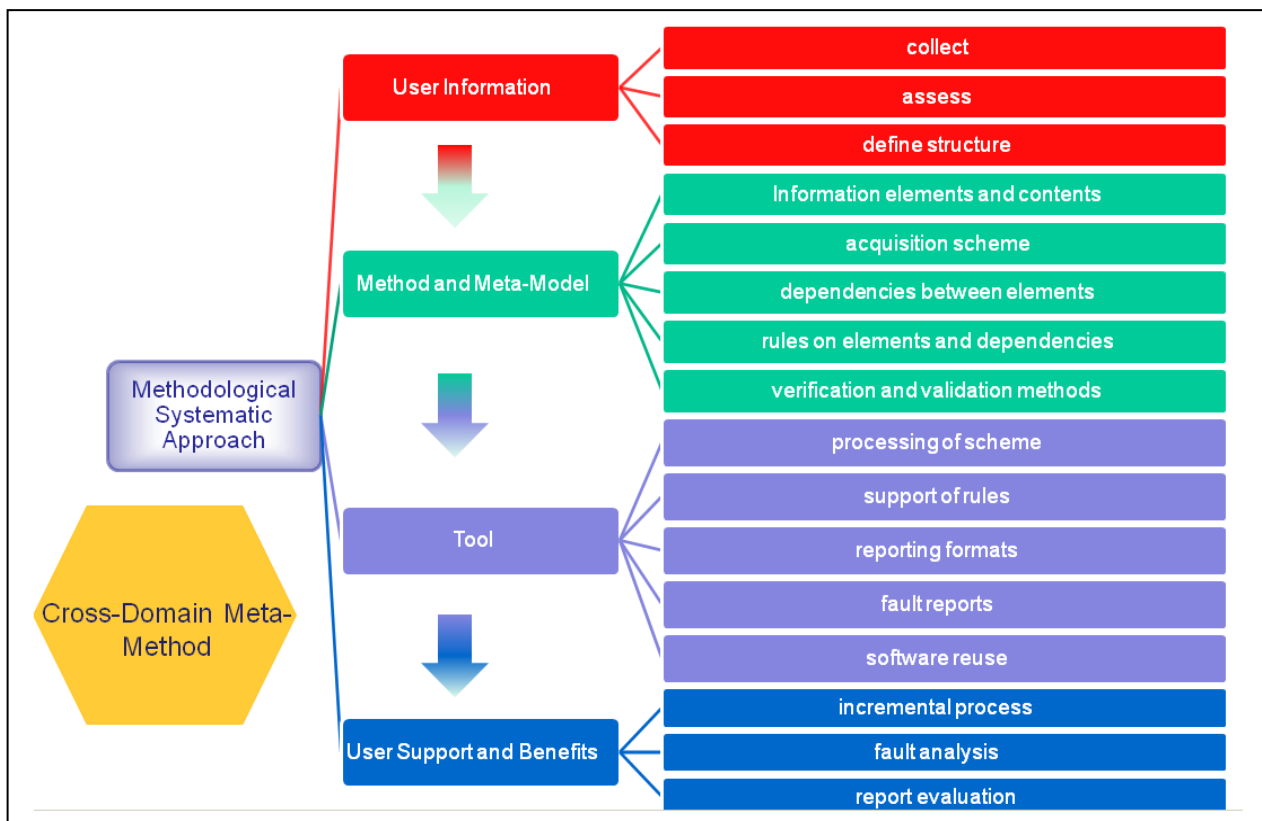 Methodological
Systematic
Approach
Cross-Domain Meta-
Method
User Information
collect
assess
define structure
Method and Meta-Model
Information elements and contents
acquisition scheme
dependencies between elements
rules on elements and dependencies
verification and validation methods
Tool
processing of scheme
support of rules
reporting formats
fault reports
software reuse
User Support and Benefits
incremental process
fault analysis
report evaluation